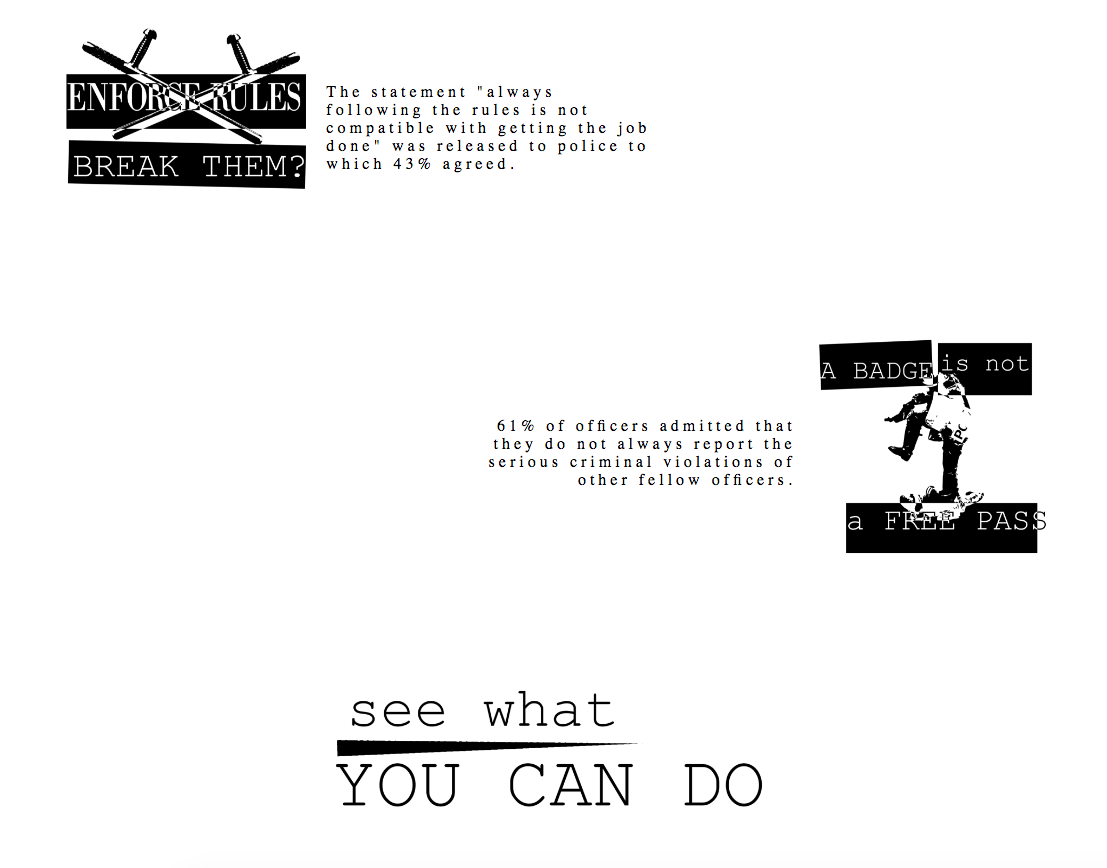 ENFORCE RULES
BREAK THEM?
The statement "always
following the rules is not
compatible with getting the job
done" was released to police to
which 43% agreed.
A BADGE is not
61% of officers admitted that
they do not always report the
serious criminal violations of
other fellow officers.
a FREE PASS
see what
YOU CAN DO